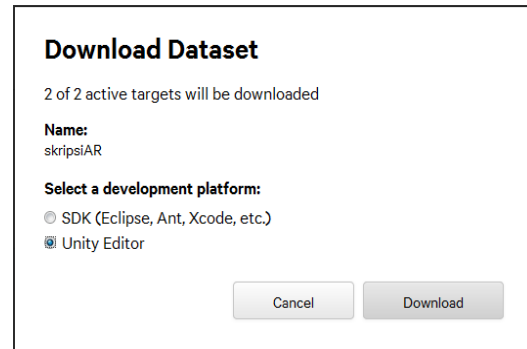 Download Dataset
2 of 2 active targets will be downloaded
Name:
skripsiAR
Select a development platform:
SDK (Eclipse, Ant, Xcode, etc.)
Unity Editor
Cancel Download